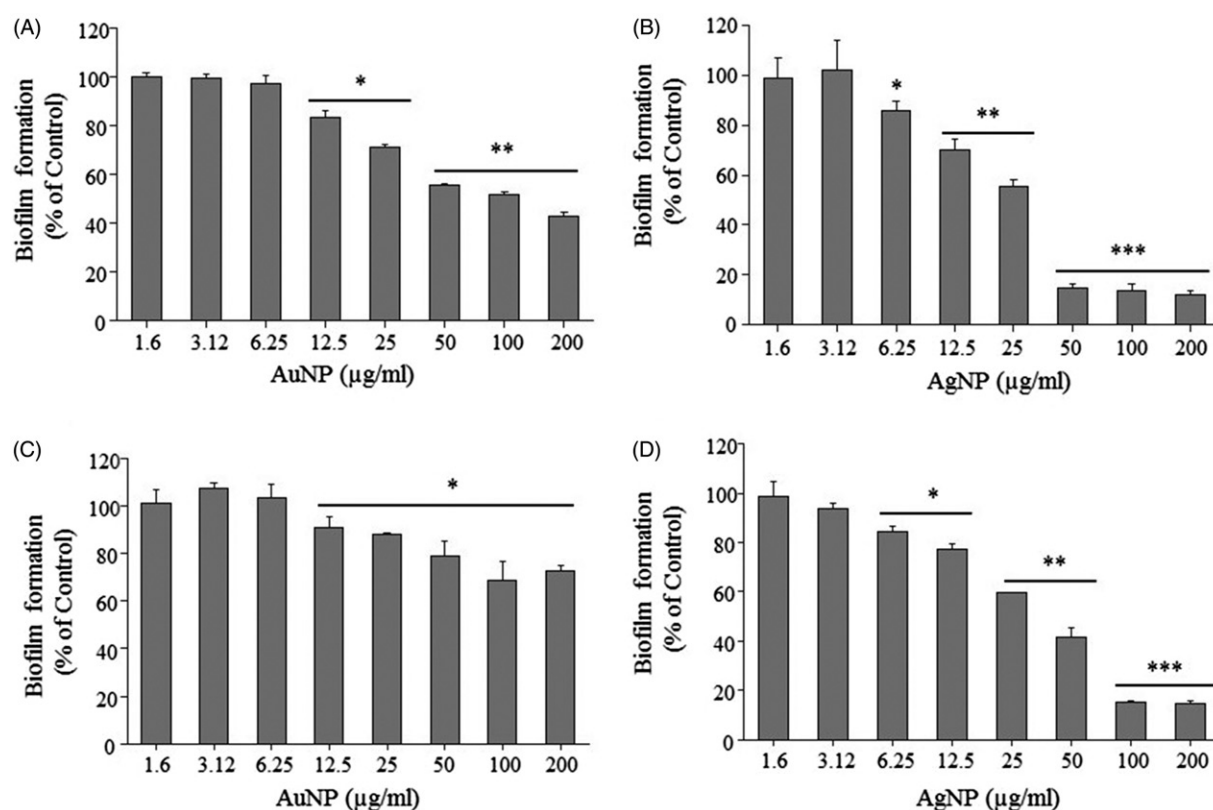 (A)
Biofilm formation
(% of Control)
120
100
80
60
40
20
0
*
**
1.6 3.12 6.25 12.5 25 50 100 200
AuNP (µg/ml)
(B)
Biofilm formation
(% of Control)
120
100
80
60
40
20
0
*
**
***
1.6 3.12 6.25 12.5 25 50 100 200
AgNP (µg/ml)
(C)
Biofilm formation
(% of Control)
120
100
80
60
40
20
0
*
1.6 3.12 6.25 12.5 25 50 100 200
AuNP (µg/ml)
(D)
Biofilm formation
(% of Control)
120
100
80
60
40
20
0
*
**
***
1.6 3.12 6.25 12.5 25 50 100 200
AgNP (µg/ml)